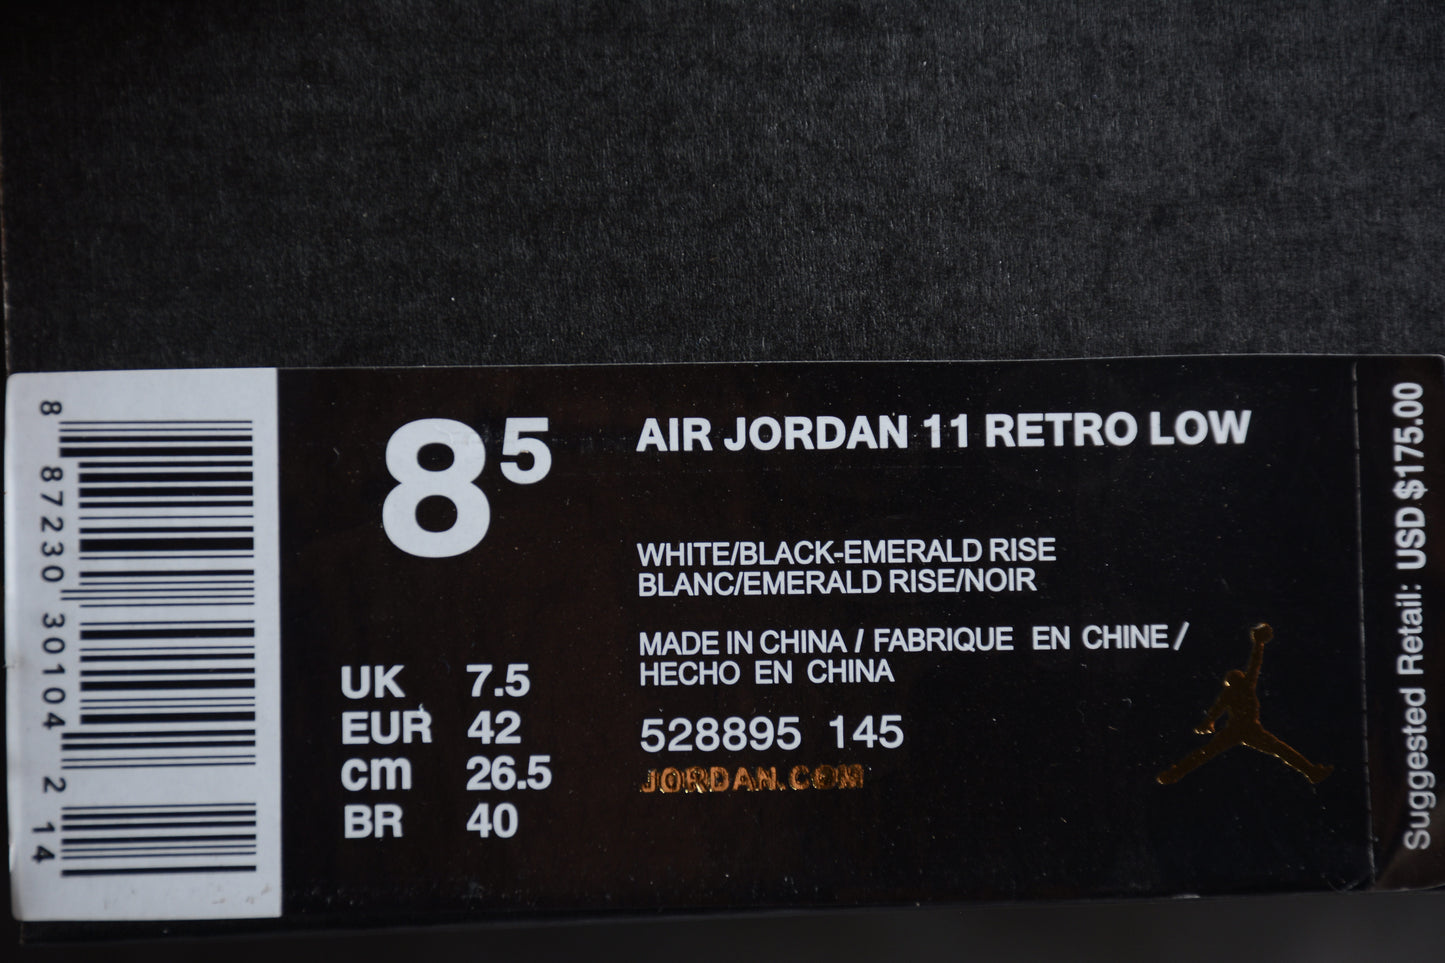 8 87230 30104 2 14
8 5
AIR JORDAN 11 RETRO LOW
WHITE/BLACK-EMERALD RISE
BLANC/EMERALD RISE/NOIR
MADE IN CHINA / FABRIQUE EN CHINE /
HECHO EN CHINA
UK 7.5
EUR 42
cm 26.5
BR 40
528895 145
JORDAN.COM
Suggested Retail: USD $175.00